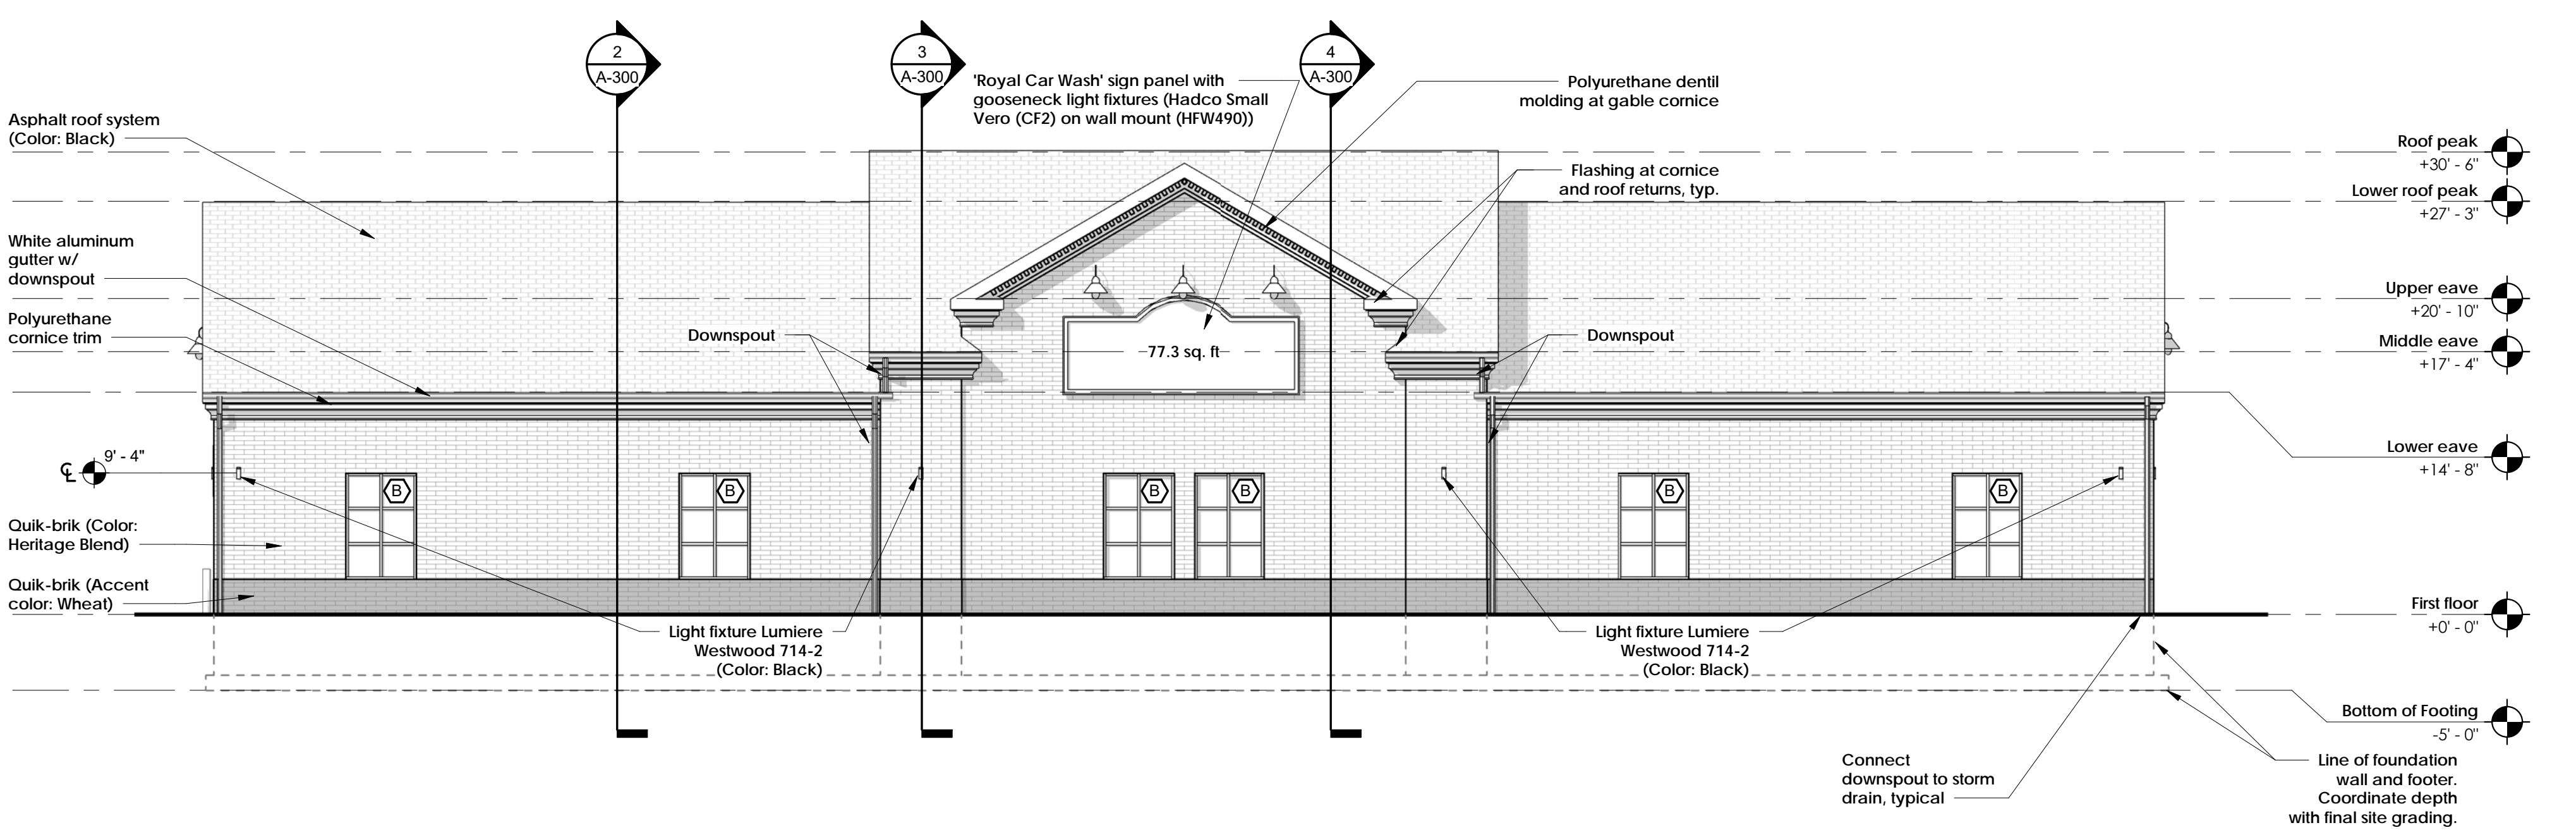 2
A-300
3
A-300
4
A-300
'Royal Car Wash' sign panel with
gooseneck light fixtures (Hadco Small
Vero (CF2) on wall mount (HFW490))
Polyurethane dentil
molding at gable cornice
Asphalt roof system
(Color: Black)
Roof peak
+30' - 6"
Flashing at cornice
and roof returns, typ.
Lower roof peak
+27' - 3"
White aluminum
gutter w/
downspout
Upper eave
+20' - 10"
Polyurethane
cornice trim
Downspout
Downspout
77.3 sq. ft
Middle eave
+17' - 4"
Lower eave
+14' - 8"
9' - 4"
B
B
B
B
B
B
Quik-brik (Color:
Heritage Blend)
Quik-brik (Accent
color: Wheat)
First floor
+0' - 0"
Light fixture Lumiere
Westwood 714-2
(Color: Black)
Light fixture Lumiere
Westwood 714-2
(Color: Black)
Bottom of Footing
-5' - 0"
Connect
downspout to storm
drain, typical
Line of foundation
wall and footer.
Coordinate depth
with final site grading.